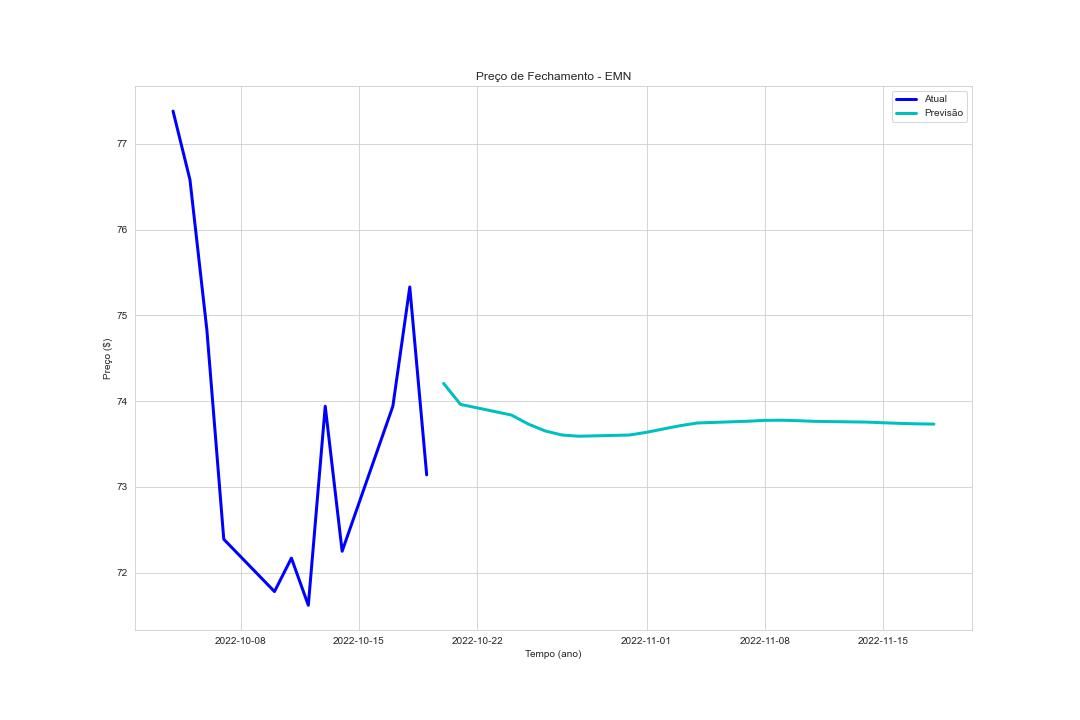 Preço de Fechamento - EMN
Atual
Previsão
77
76
75
74
73
72
Preço ($)
2022-10-08
2022-10-15
2022-10-22
2022-11-01
2022-11-08
2022-11-15
Tempo (ano)